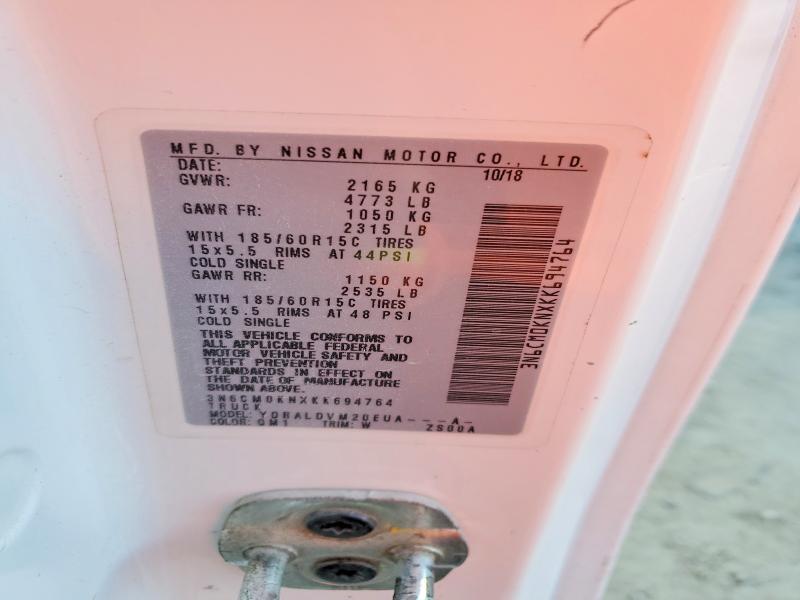 MFD. BY NISSAN MOTOR CO., LTD.
DATE: 10/18
GVWR: 2165 KG
4773 LB
GAWR FR: 1050 KG
2315 LB
WITH 185/60R15C TIRES
15x5.5 RIMS AT 44PSI
COLD SINGLE
GAWR RR: 1150 KG
2535 LB
WITH 185/60R15C TIRES
15x5.5 RIMS AT 48 PSI
COLD SINGLE
THIS VEHICLE CONFORMS TO
ALL APPLICABLE FEDERAL
MOTOR VEHICLE SAFETY AND
THEFT PREVENTION
STANDARDS IN EFFECT ON
THE DATE OF MANUFACTURE
SHOWN ABOVE.
3N6CM0KNXKK694764
TRUCK
MODEL: YDRALDVM20EUA---A-
COLOR: QM1 TRIM: W 2S00A
3N6CM0KNXKK694764